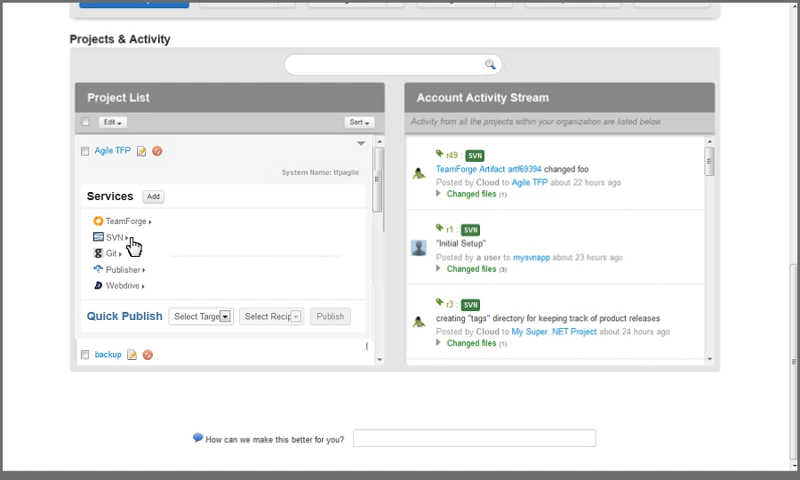 Projects & Activity
Project List
Edit
Sort
Agile TFP
System Name: tfpagile
Services
Add
TeamForge
SVN
Git
Publisher
Webdrive
Quick Publish
Select Targe
Select Recip
Publish
backup
Account Activity Stream
Activity from all the projects within your organization are listed below
r49 : SVN
TeamForge Artifact artf69394 changed foo
Posted by Cloud to Agile TFP about 22 hours ago
Changed files (1)
r1 : SVN
"Initial Setup"
Posted by a user to mysvnapp about 23 hours ago
Changed files (3)
r3 : SVN
creating "tags" directory for keeping track of product releases
Posted by Cloud to My Super .NET Project about 24 hours ago
Changed files (1)
How can we make this better for you?